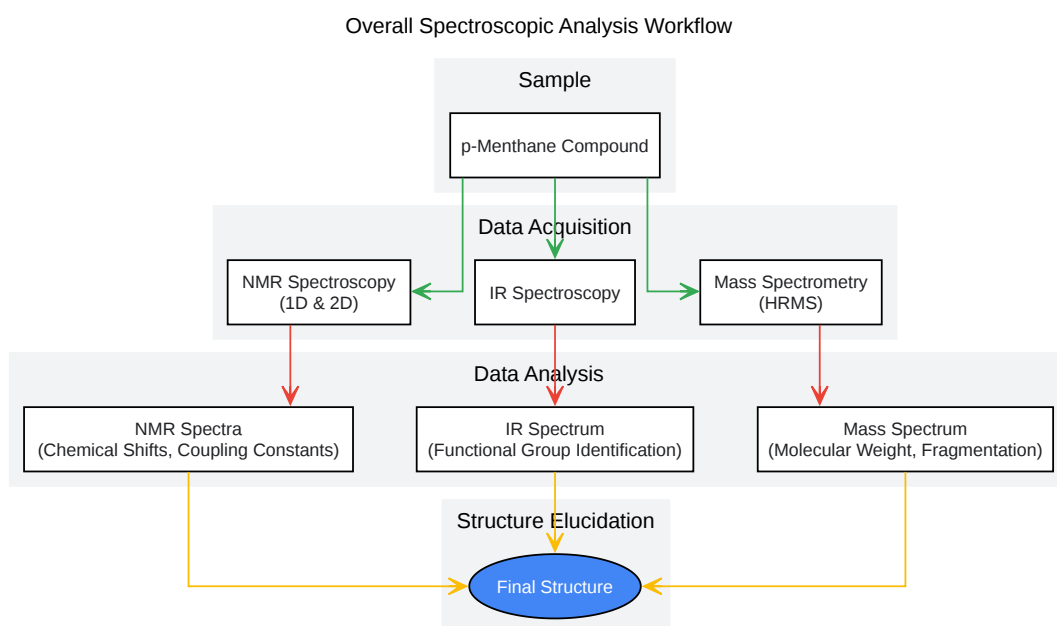 Overall Spectroscopic Analysis Workflow
Sample
p-Menthane Compound
Data Acquisition
NMR Spectroscopy
(1D & 2D)
IR Spectroscopy
Mass Spectrometry
(HRMS)
Data Analysis
NMR Spectra
(Chemical Shifts, Coupling Constants)
IR Spectrum
(Functional Group Identification)
Mass Spectrum
(Molecular Weight, Fragmentation)
Structure Elucidation
Final Structure